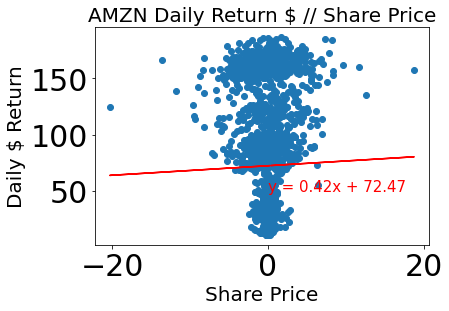 AMZN Daily Return $ // Share Price
Daily $ Return
150
100
50
y = 0.42x + 72.47
−20
0
20
Share Price